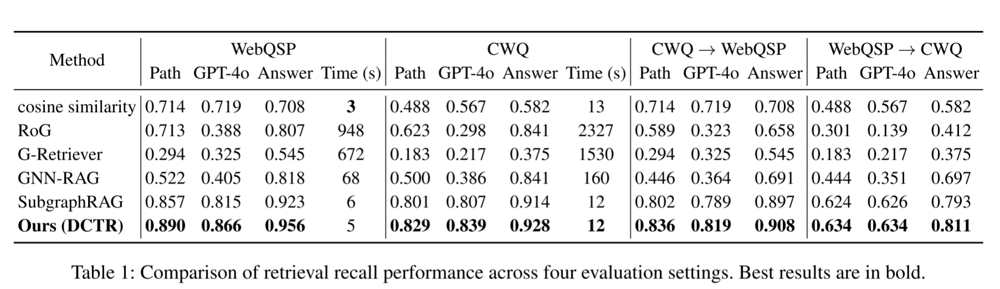 WebQSP CWQ CWQ → WebQSP WebQSP → CWQ
Method
Path GPT-4o Answer Time (s) Path GPT-4o Answer Time (s) Path GPT-4o Answer Path GPT-4o Answer
cosine similarity 0.714 0.719 0.708 3 0.488 0.567 0.582 13 0.714 0.719 0.708 0.488 0.567 0.582
RoG 0.713 0.388 0.807 948 0.623 0.298 0.841 2327 0.589 0.323 0.658 0.301 0.139 0.412
G-Retriever 0.294 0.325 0.545 672 0.183 0.217 0.375 1530 0.294 0.325 0.545 0.183 0.217 0.375
GNN-RAG 0.522 0.405 0.818 68 0.500 0.386 0.841 160 0.446 0.364 0.691 0.444 0.351 0.697
SubgraphRAG 0.857 0.815 0.923 6 0.801 0.807 0.914 12 0.802 0.789 0.897 0.624 0.626 0.793
Ours (DCTR) 0.890 0.866 0.956 5 0.829 0.839 0.928 12 0.836 0.819 0.908 0.634 0.634 0.811
Table 1: Comparison of retrieval recall performance across four evaluation settings. Best results are in bold.